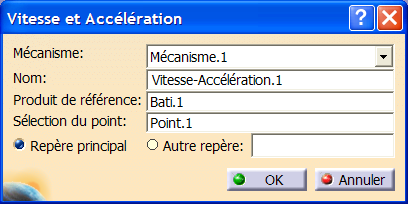 Vitesse et Accélération
Mécanisme: Mécanisme.1
Nom: Vitesse-Accélération.1
Produit de référence: Bati.1
Sélection du point: Point.1
Repère principal Autre repère:
OK Annuler